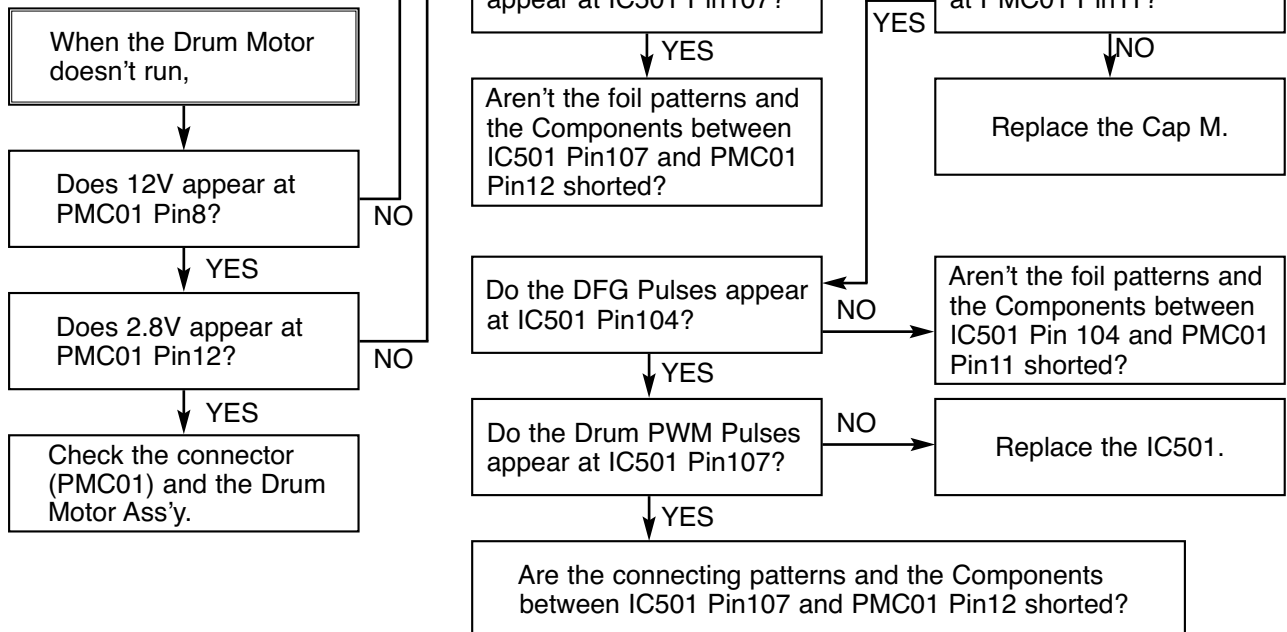 When the Drum Motor
doesn't run,
Does 12V appear at
PMC01 Pin8?
NO
YES
Does 2.8V appear at
PMC01 Pin12?
NO
YES
Check the connector
(PMC01) and the Drum
Motor Ass'y.
appear at IC501 Pin107?
YES
Aren't the foil patterns and
the Components between
IC501 Pin107 and PMC01
Pin12 shorted?
at PMC01 Pin11?
YES
NO
Replace the Cap M.
Do the DFG Pulses appear
at IC501 Pin104?
NO
Aren't the foil patterns and
the Components between
IC501 Pin 104 and PMC01
Pin11 shorted?
YES
Do the Drum PWM Pulses
appear at IC501 Pin107?
NO
Replace the IC501.
YES
Are the connecting patterns and the Components
between IC501 Pin107 and PMC01 Pin12 shorted?